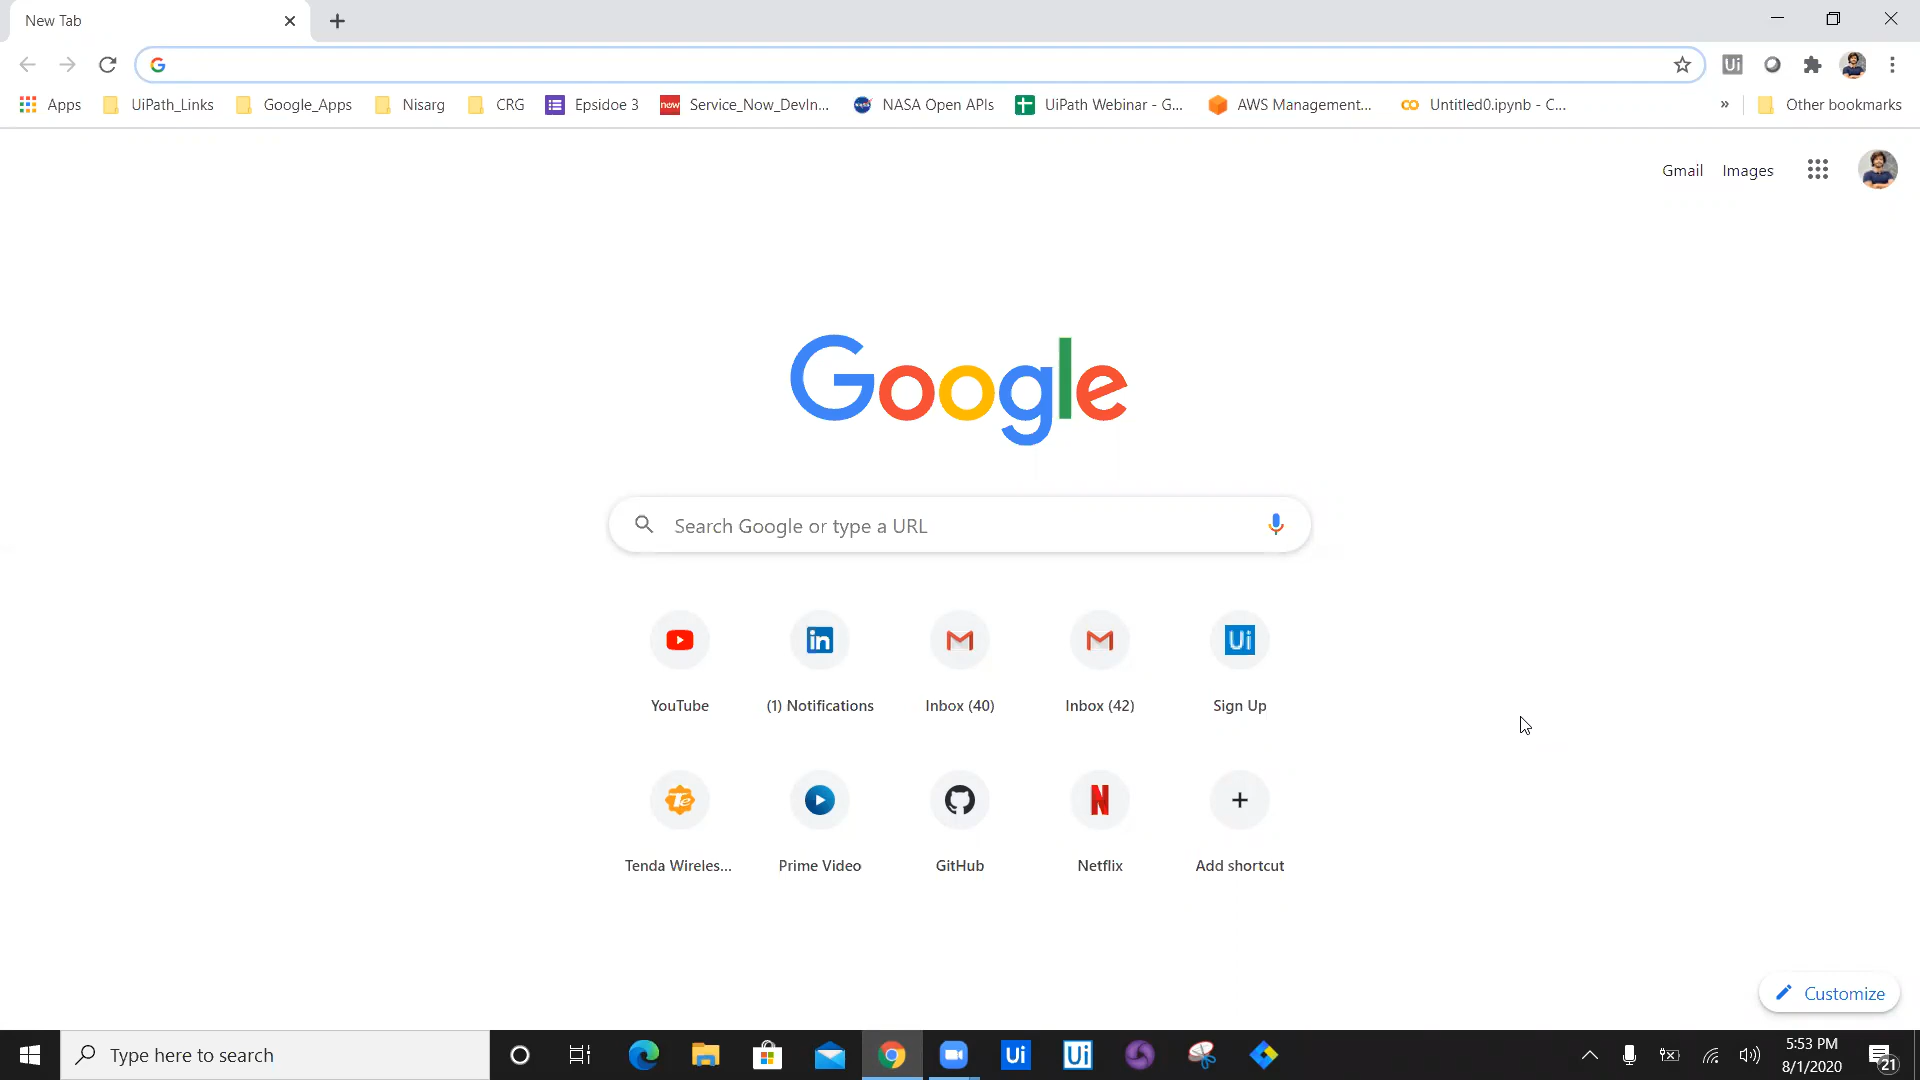 New Tab
Apps UiPath_Links Google_Apps Nisarg CRG Epsidoe 3 Service_Now_DevIn... NASA Open APIs UiPath Webinar - G... AWS Management... Untitled0.ipynb - C... » Other bookmarks
Gmail Images
Google
Search Google or type a URL
YouTube (1) Notifications Inbox (40) Inbox (42) Sign Up
Tenda Wireles... Prime Video GitHub Netflix Add shortcut
Customize
Type here to search
5:53 PM
8/1/2020
21